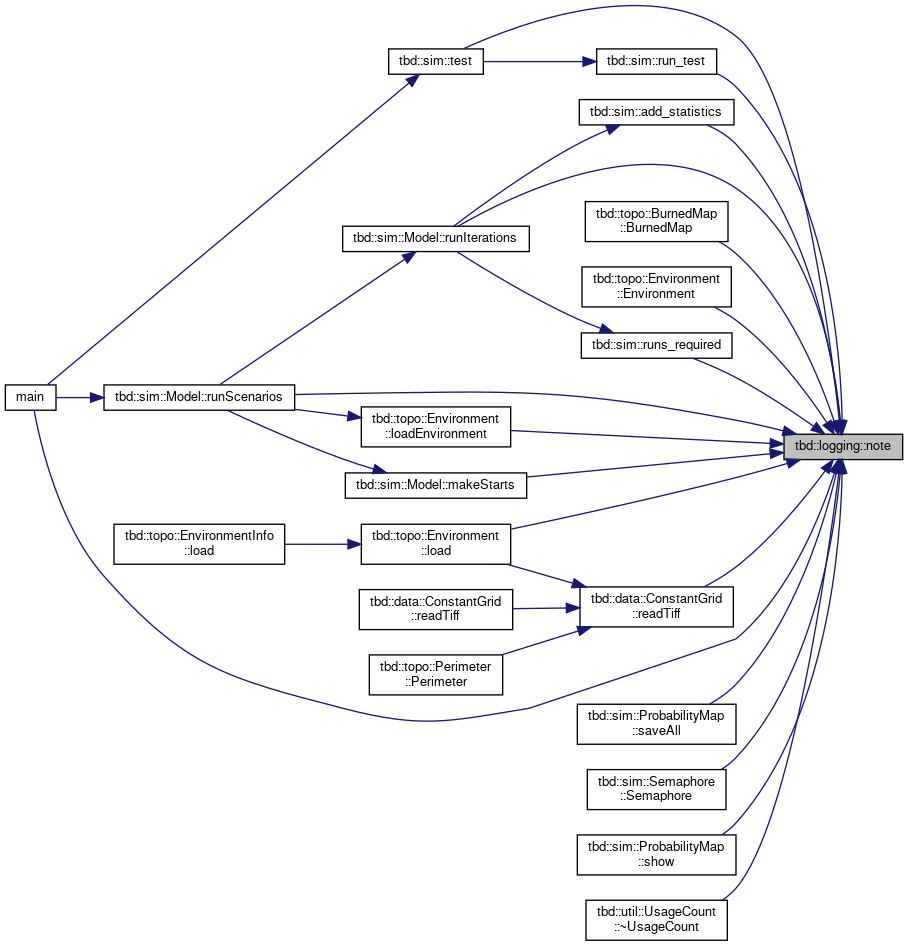 tbd::sim::test
tbd::sim::run_test
tbd::sim::add_statistics
tbd::topo::BurnedMap
::BurnedMap
tbd::sim::Model::runIterations
tbd::topo::Environment
::Environment
tbd::sim::runs_required
main
tbd::sim::Model::runScenarios
tbd::topo::Environment
::loadEnvironment
tbd::logging::note
tbd::sim::Model::makeStarts
tbd::topo::EnvironmentInfo
::load
tbd::topo::Environment
::load
tbd::data::ConstantGrid
::readTiff
tbd::data::ConstantGrid
::readTiff
tbd::topo::Perimeter
::Perimeter
tbd::sim::ProbabilityMap
::saveAll
tbd::sim::Semaphore
::Semaphore
tbd::sim::ProbabilityMap
::show
tbd::util::UsageCount
::~UsageCount